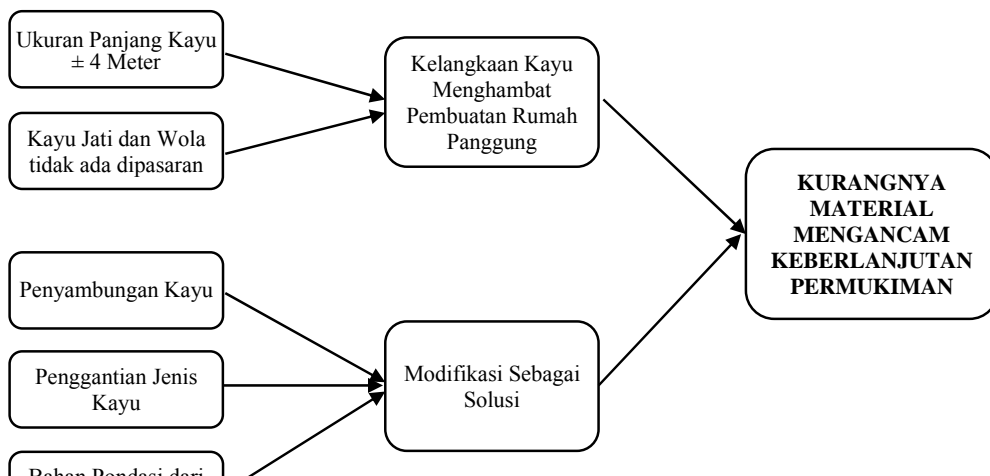 Ukuran Panjang Kayu
± 4 Meter
Kayu Jati dan Wola
tidak ada dipasaran
Kelangkaan Kayu
Menghambat
Pembuatan Rumah
Panggung
KURANGNYA
MATERIAL
MENGANCAM
KEBERLANJUTAN
PERMUKIMAN
Penyambungan Kayu
Penggantian Jenis
Kayu
Bahan Pondasi dari
Modifikasi Sebagai
Solusi